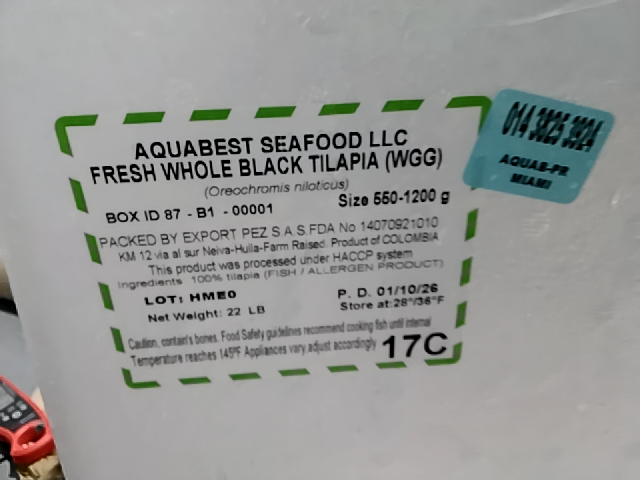 AQUABEST SEAFOOD LLC
FRESH WHOLE BLACK TILAPIA (WGG)
(Oreochromis niloticus)
Size 550-1200 g
BOX ID 87 - B1 - 00001
PACKED BY EXPORT PEZ S.A.S.FDA No 14070921010
KM 12 via al sur Neiva-Huila-Farm Raised. Product of COLOMBIA
This product was processed under HACCP system
Ingredients 100% tilapia (FISH / ALLERGEN PRODUCT)
LOT: HME0
P. D. 01/10/26
Net Weight: 22 LB
Store at:28°/36°F
Caution, contain's bones. Food Safety guidelines recommend cooking fish until internal
Temperature reaches 145°F Appliances vary adjust accordingly
17C
014 3825 3924
AQUAB-PR
MIAMI